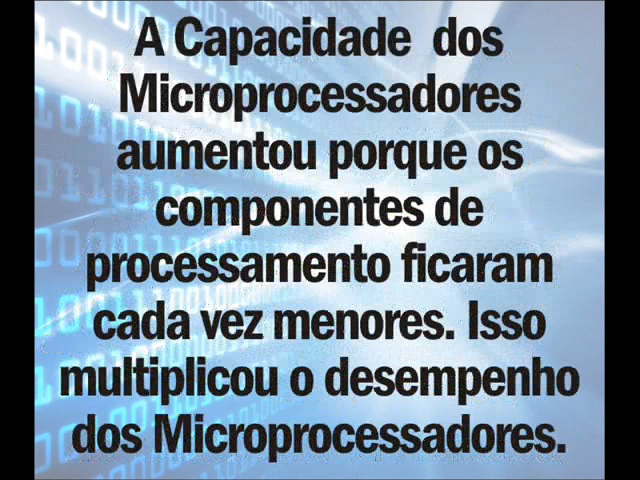 A Capacidade dos
Microprocessadores
aumentou porque os
componentes de
processamento ficaram
cada vez menores. Isso
multiplicou o desempenho
dos Microprocessadores.